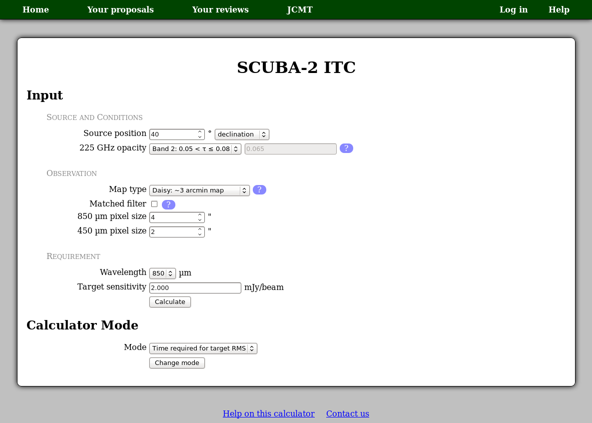 Home Your proposals Your reviews JCMT Log in Help
SCUBA-2 ITC
Input
Source and Conditions
Source position 40 ° declination
225 GHz opacity Band 2: 0.05 < τ ≤ 0.08 0.065 ?
Observation
Map type Daisy: ~3 arcmin map ?
Matched filter ?
850 µm pixel size 4 "
450 µm pixel size 2 "
Requirement
Wavelength 850 µm
Target sensitivity 2.000 mJy/beam
Calculate
Calculator Mode
Mode Time required for target RMS
Change mode
Help on this calculator Contact us